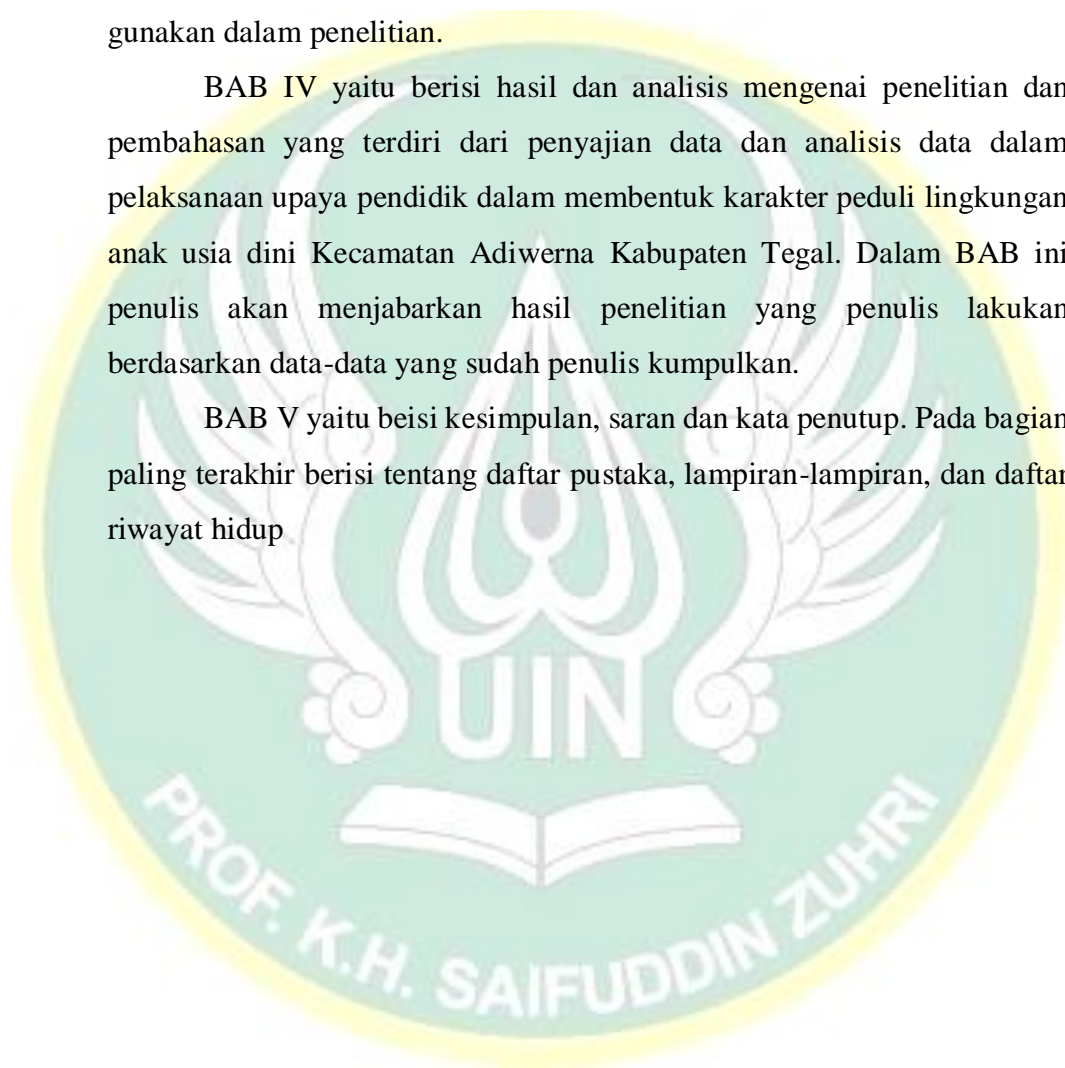 gunakan dalam penelitian.
BAB IV yaitu berisi hasil dan analisis mengenai penelitian dan
pembahasan yang terdiri dari penyajian data dan analisis data dalam
pelaksanaan upaya pendidik dalam membentuk karakter peduli lingkungan
anak usia dini Kecamatan Adiwerna Kabupaten Tegal. Dalam BAB ini
penulis akan menjabarkan hasil penelitian yang penulis lakukan
berdasarkan data-data yang sudah penulis kumpulkan.
BAB V yaitu beisi kesimpulan, saran dan kata penutup. Pada bagian
paling terakhir berisi tentang daftar pustaka, lampiran-lampiran, dan daftar
riwayat hidup
UIN
PROF. K.H. SAIFUDDIN ZUHRI